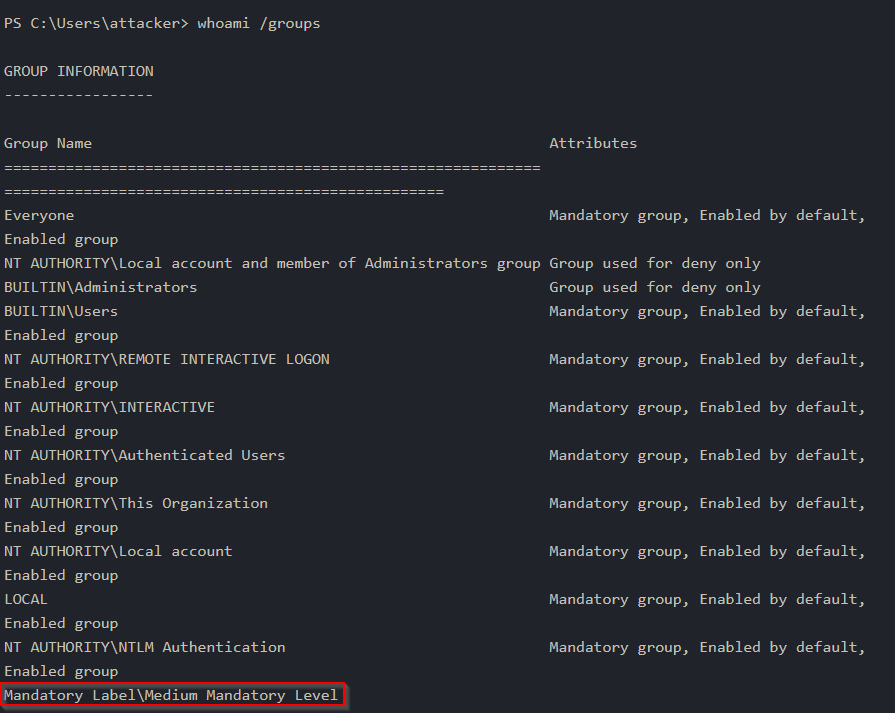 PS C:\Users\attacker> whoami /groups
GROUP INFORMATION
-----------------
Group Name                                                    Attributes
=============================================================
==================================================
Everyone                                                      Mandatory group, Enabled by default,
Enabled group
NT AUTHORITY\Local account and member of Administrators group Group used for deny only
BUILTIN\Administrators                                        Group used for deny only
BUILTIN\Users                                                 Mandatory group, Enabled by default,
Enabled group
NT AUTHORITY\REMOTE INTERACTIVE LOGON                         Mandatory group, Enabled by default,
Enabled group
NT AUTHORITY\INTERACTIVE                                      Mandatory group, Enabled by default,
Enabled group
NT AUTHORITY\Authenticated Users                              Mandatory group, Enabled by default,
Enabled group
NT AUTHORITY\This Organization                                Mandatory group, Enabled by default,
Enabled group
NT AUTHORITY\Local account                                    Mandatory group, Enabled by default,
Enabled group
LOCAL                                                         Mandatory group, Enabled by default,
Enabled group
NT AUTHORITY\NTLM Authentication                              Mandatory group, Enabled by default,
Enabled group
Mandatory Label\Medium Mandatory Level